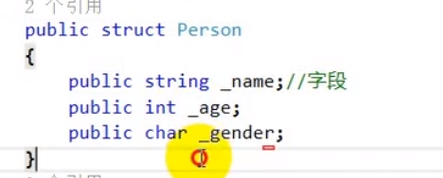 2 个引用
public struct Person
{
public string _name;//字段
public int _age;
public char _gender;
}